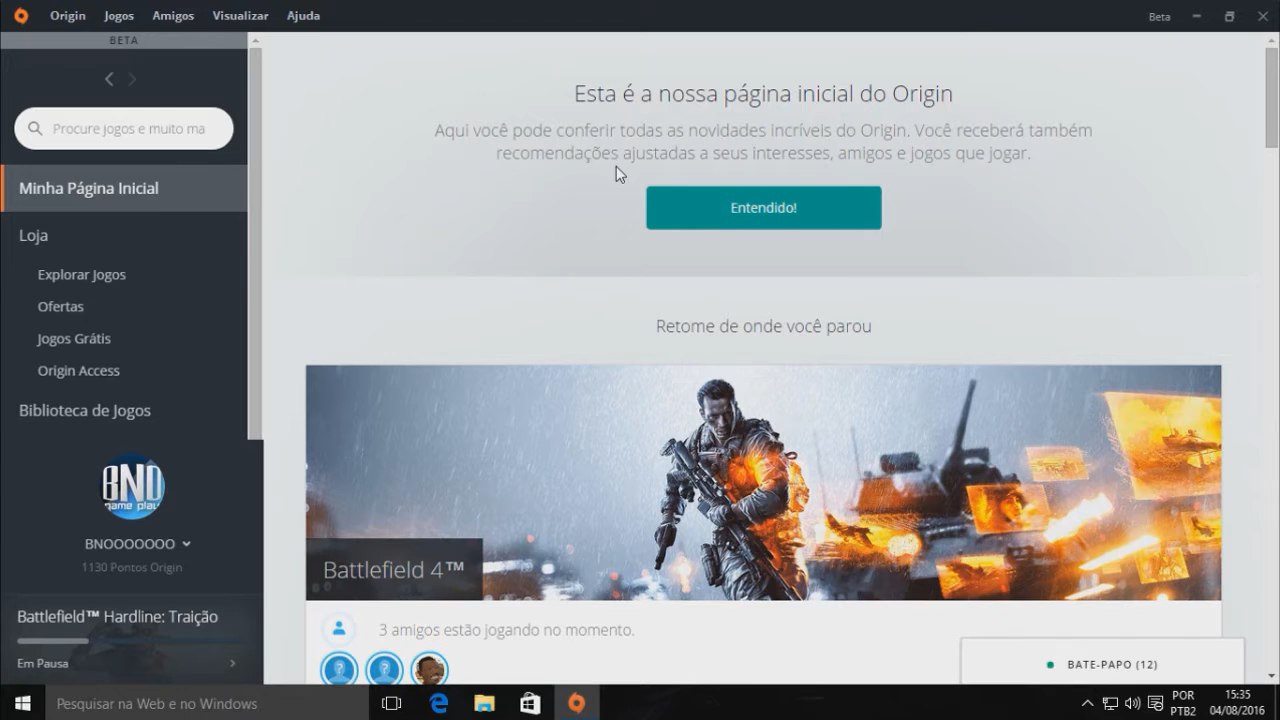 Origin Jogos Amigos Visualizar Ajuda
Beta
BETA
Procure jogos e muito ma
Minha Página Inicial
Loja
Explorar Jogos
Ofertas
Jogos Grátis
Origin Access
Biblioteca de Jogos
BND
game play
BNOOOOOOO
1130 Pontos Origin
Battlefield™ Hardline: Traição
Em Pausa
Esta é a nossa página inicial do Origin
Aqui você pode conferir todas as novidades incríveis do Origin. Você receberá também
recomendações ajustadas a seus interesses, amigos e jogos que jogar.
Entendido!
Retome de onde você parou
Battlefield 4™
3 amigos estão jogando no momento.
BATE-PAPO (12)
Pesquisar na Web e no Windows
POR
PTB2
15:35
04/08/2016